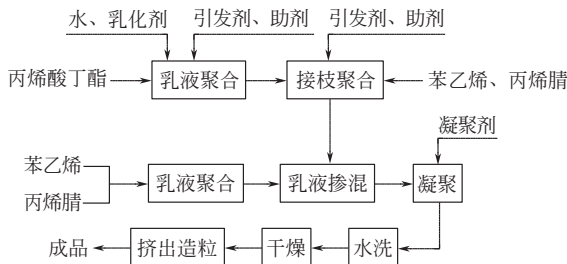 水、乳化剂 引发剂、助剂 引发剂、助剂
丙烯酸丁酯 乳液聚合 接枝聚合 苯乙烯、丙烯腈
凝聚剂
苯乙烯
丙烯腈
乳液聚合 乳液掺混 凝聚
成品 挤出造粒 干燥 水洗